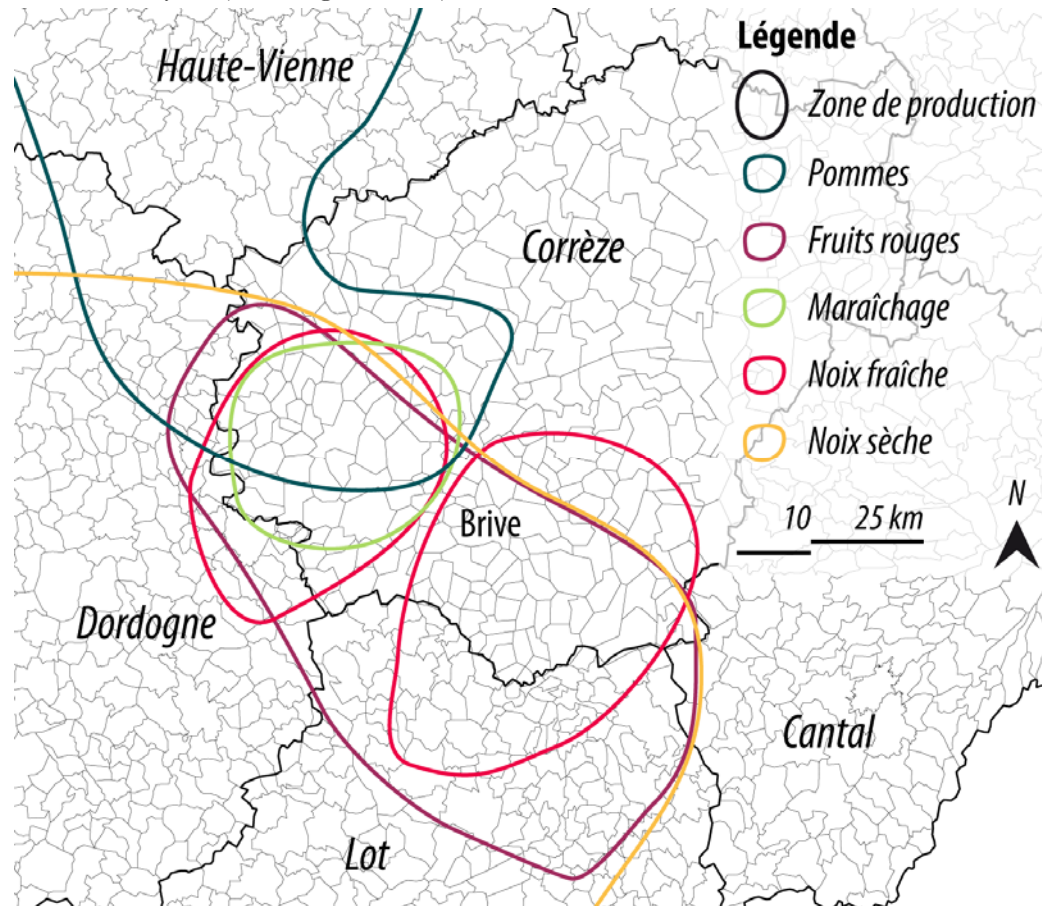 Légende
Haute-Vienne
Zone de production
Pommes
Corrèze
Fruits rouges
Maraîchage
Noix fraîche
Noix sèche
N
10 25 km
Brive
Dordogne
Cantal
Lot